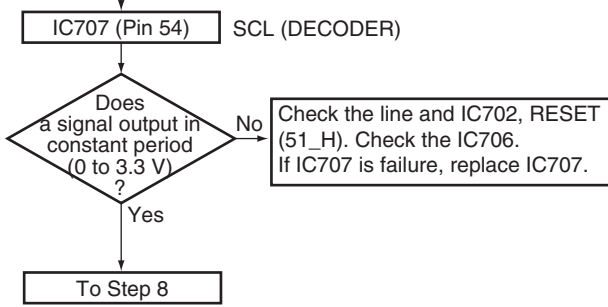 IC707 (Pin 54)
SCL (DECODER)
Does
a signal output in
constant period
(0 to 3.3 V)
?
No
Check the line and IC702, RESET
(51_H). Check the IC706.
If IC707 is failure, replace IC707.
Yes
To Step 8